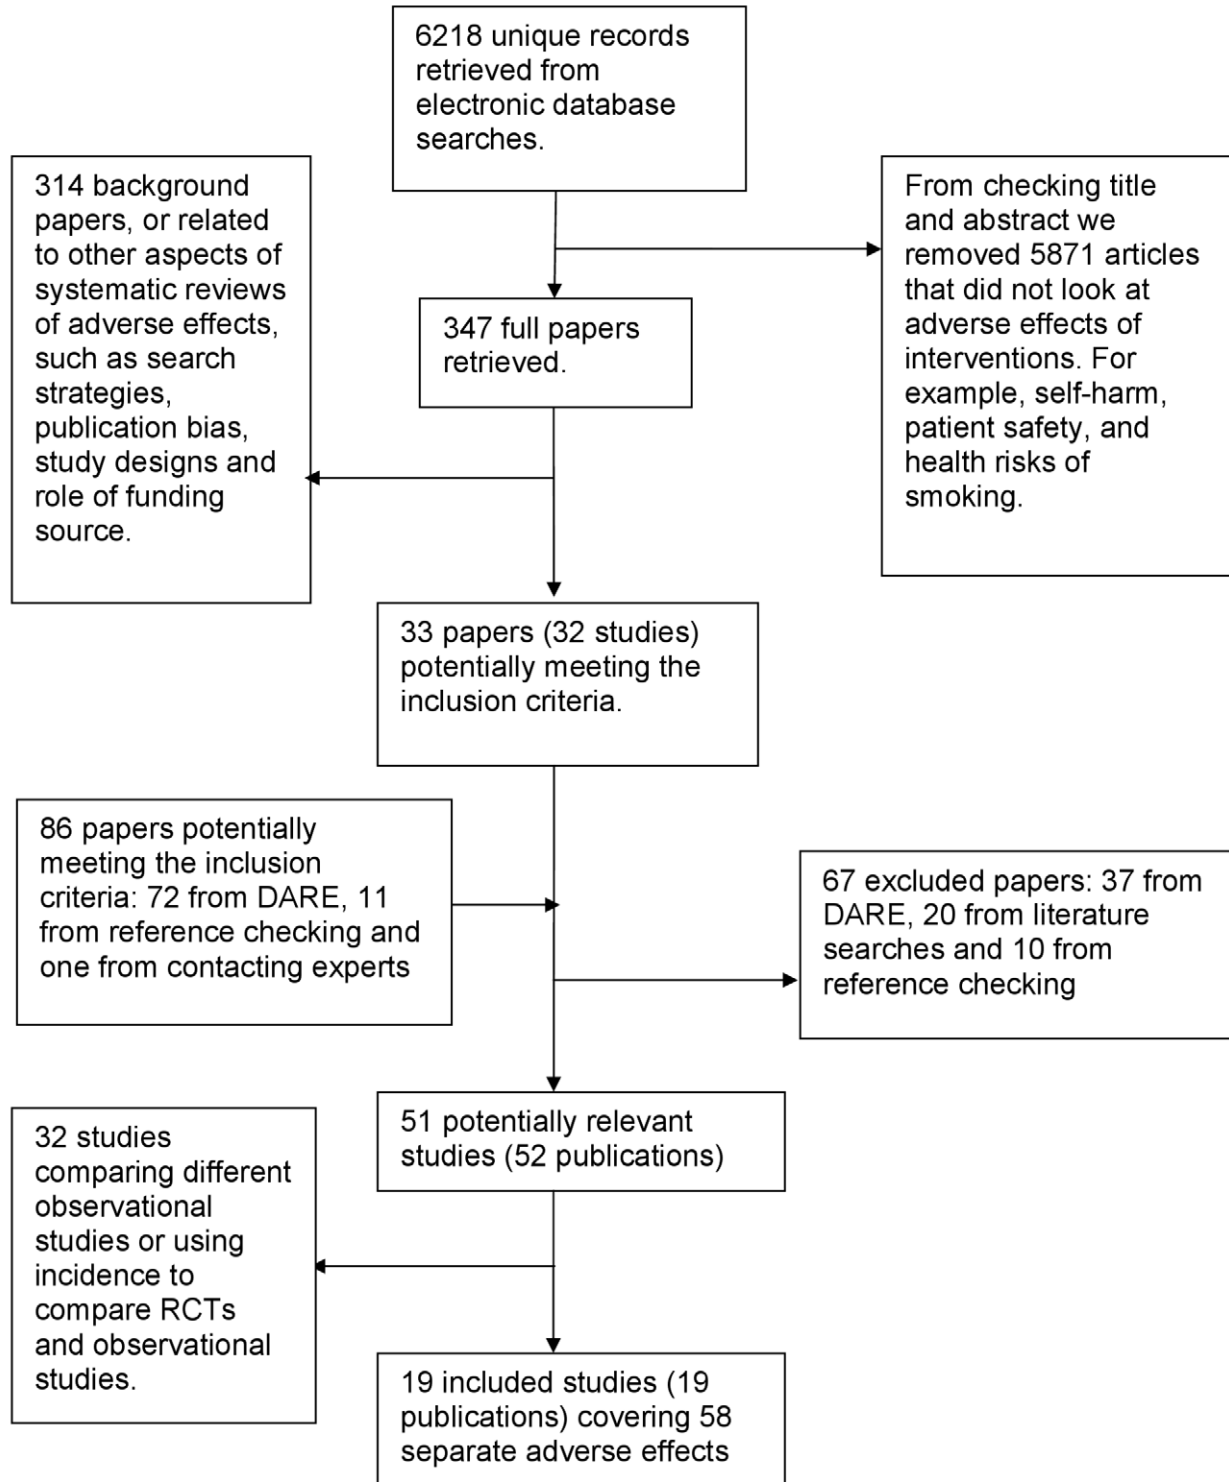 6218 unique records
retrieved from
electronic database
searches.
314 background
papers, or related
to other aspects of
systematic reviews
of adverse effects,
such as search
strategies,
publication bias,
study designs and
role of funding
source.
From checking title
and abstract we
removed 5871 articles
that did not look at
adverse effects of
interventions. For
example, self-harm,
patient safety, and
health risks of
smoking.
347 full papers
retrieved.
33 papers (32 studies)
potentially meeting the
inclusion criteria.
86 papers potentially
meeting the inclusion
criteria: 72 from DARE, 11
from reference checking and
one from contacting experts
67 excluded papers: 37 from
DARE, 20 from literature
searches and 10 from
reference checking
51 potentially relevant
studies (52 publications)
32 studies
comparing different
observational
studies or using
incidence to
compare RCTs
and observational
studies.
19 included studies (19
publications) covering 58
separate adverse effects